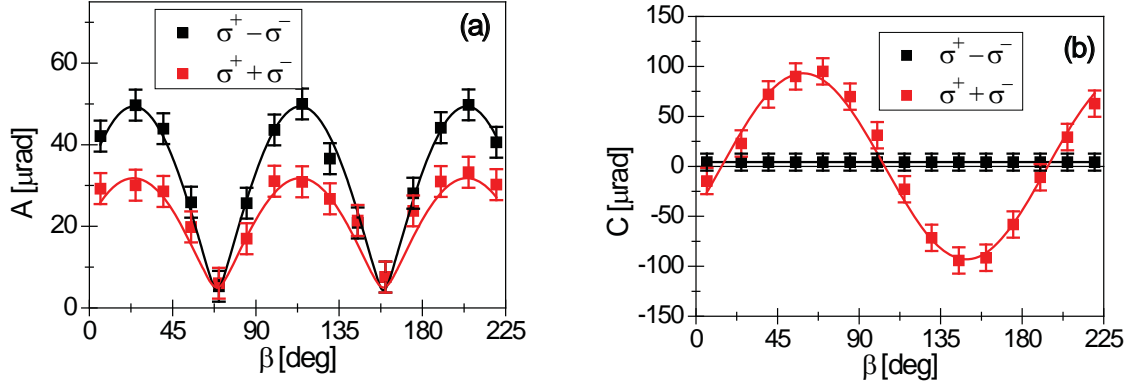 (a)
σ⁺ − σ⁻
σ⁺ + σ⁻
A [μrad]
60
40
20
0
0 45 90 135 180 225
β [deg]
(b)
σ⁺ − σ⁻
σ⁺ + σ⁻
C [μrad]
150
100
50
0
-50
-100
-150
0 45 90 135 180 225
β [deg]